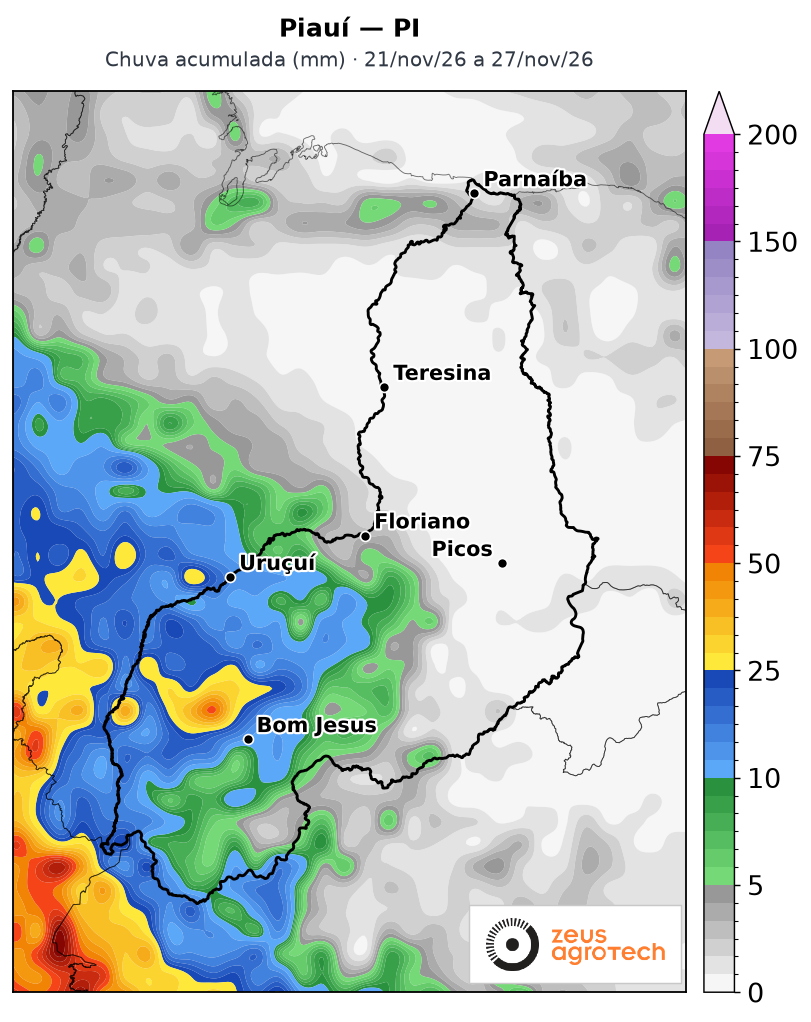 Piauí — PI
Chuva acumulada (mm) · 21/nov/26 a 27/nov/26
Parnaíba
Teresina
Floriano
Picos
Uruçuí
Bom Jesus
200
150
100
75
50
25
10
5
0
zeus
agrotech